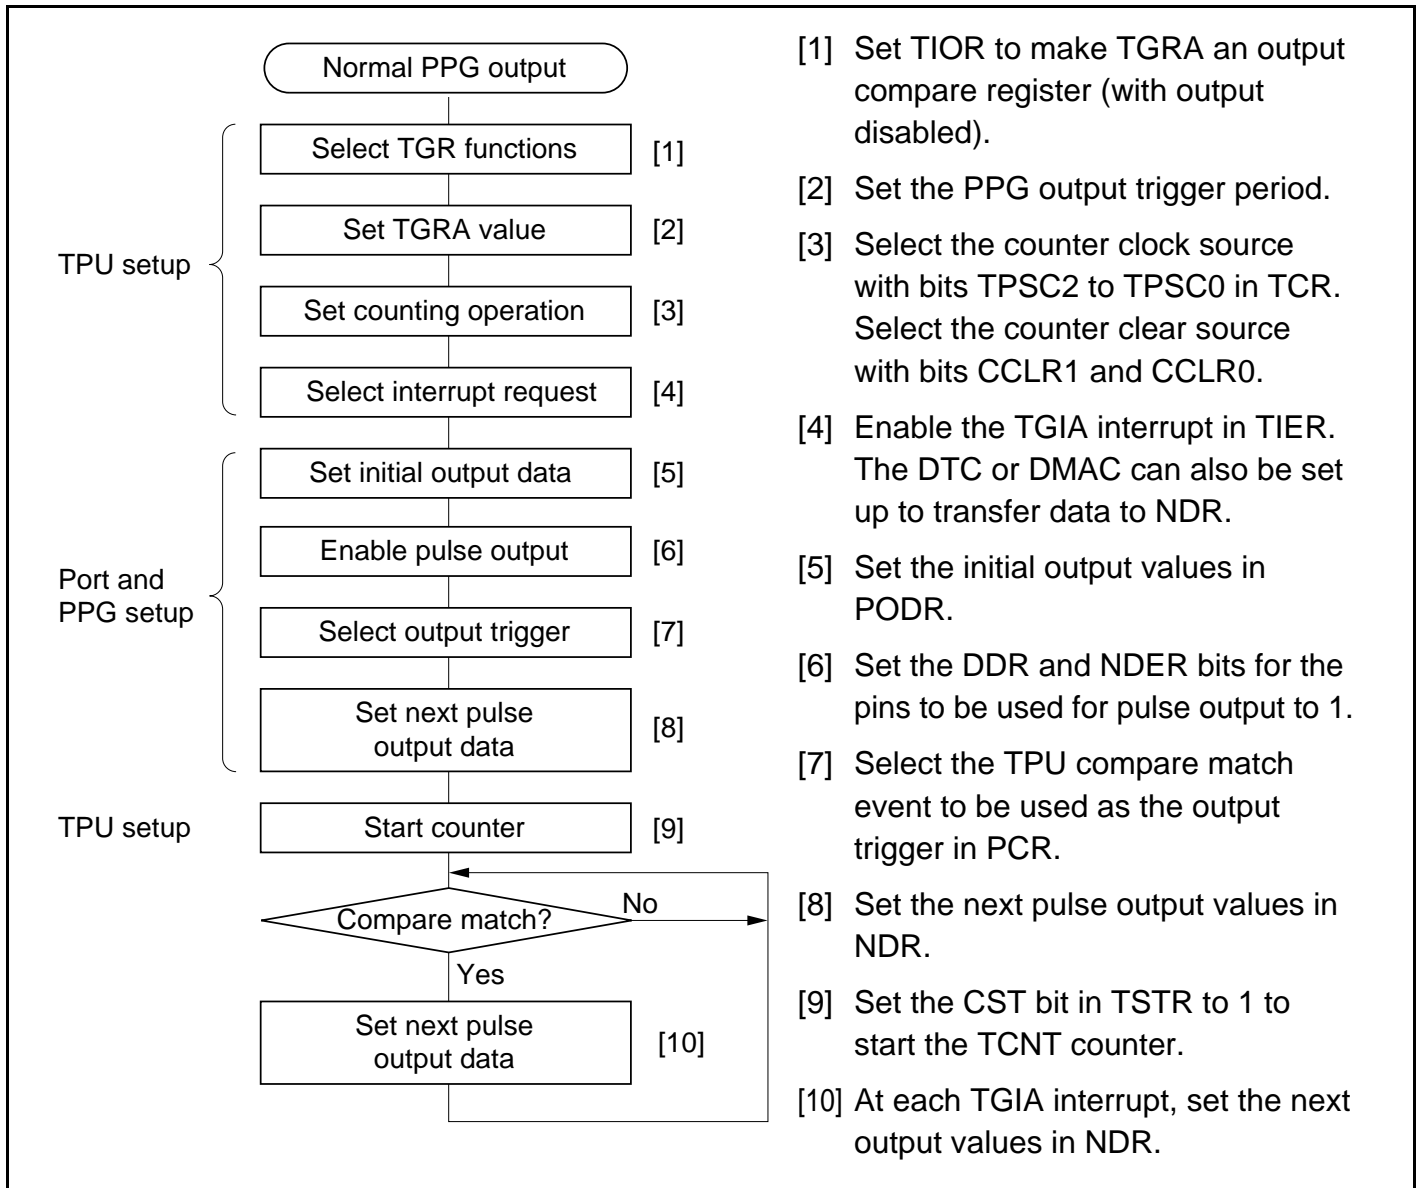 Normal PPG output
Select TGR functions [1]
Set TGRA value [2]
TPU setup
Set counting operation [3]
Select interrupt request [4]
Set initial output data [5]
Enable pulse output [6]
Port and
PPG setup
Select output trigger [7]
Set next pulse
output data
[8]
TPU setup
Start counter [9]
Compare match?
No
Yes
Set next pulse
output data
[10]
[1] Set TIOR to make TGRA an output
compare register (with output
disabled).
[2] Set the PPG output trigger period.
[3] Select the counter clock source
with bits TPSC2 to TPSC0 in TCR.
Select the counter clear source
with bits CCLR1 and CCLR0.
[4] Enable the TGIA interrupt in TIER.
The DTC or DMAC can also be set
up to transfer data to NDR.
[5] Set the initial output values in
PODR.
[6] Set the DDR and NDER bits for the
pins to be used for pulse output to 1.
[7] Select the TPU compare match
event to be used as the output
trigger in PCR.
[8] Set the next pulse output values in
NDR.
[9] Set the CST bit in TSTR to 1 to
start the TCNT counter.
[10] At each TGIA interrupt, set the next
output values in NDR.